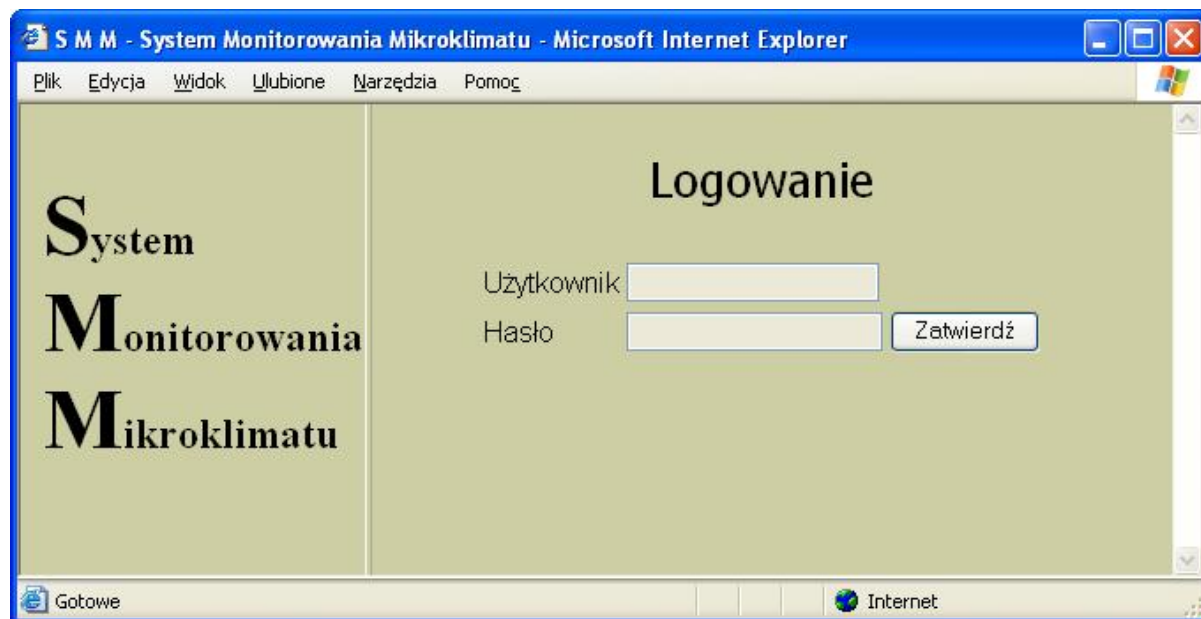 S M M - System Monitorowania Mikroklimatu - Microsoft Internet Explorer
Plik Edycja Widok Ulubione Narzędzia Pomoc
System
Monitorowania
Mikroklimatu
Logowanie
Użytkownik
Hasło Zatwierdź
Gotowe Internet